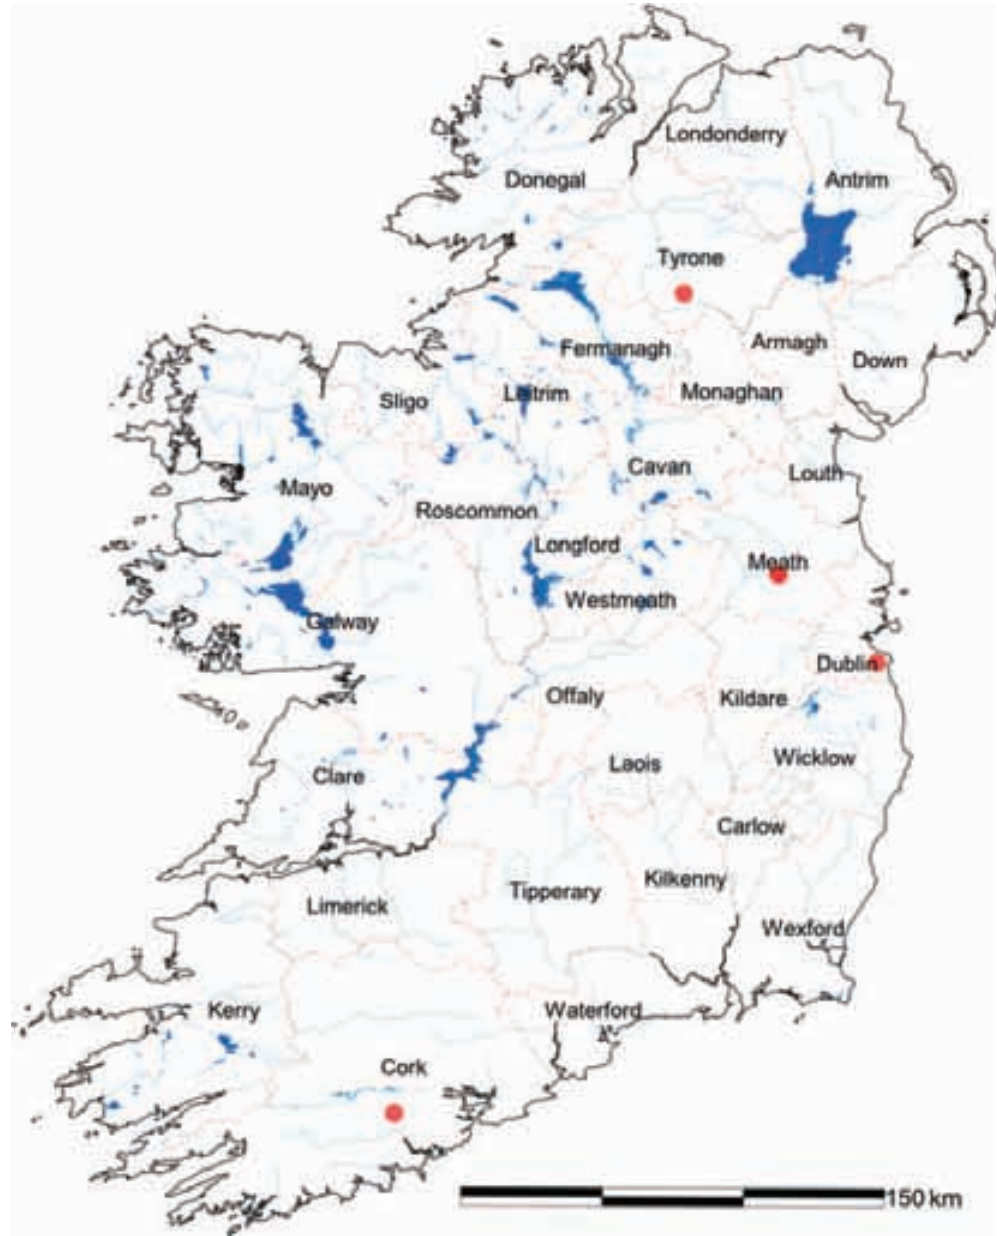 Londonderry
Donegal
Antrim
Tyrone
Armagh
Fermanagh
Down
Leitrim
Monaghan
Sligo
Cavan
Louth
Mayo
Roscommon
Longford
Meath
Westmeath
Galway
Dublin
Offaly
Kildare
Wicklow
Laois
Clare
Carlow
Kilkenny
Tipperary
Limerick
Wexford
Waterford
Kerry
Cork
150 km